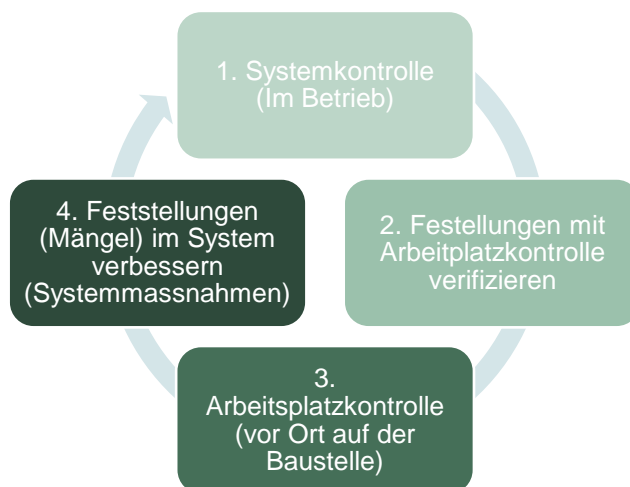 1. Systemkontrolle
(Im Betrieb)
2. Festellungen mit
Arbeitplatzkontrolle
verifizieren
3.
Arbeitsplatzkontrolle
(vor Ort auf der
Baustelle)
4. Feststellungen
(Mängel) im System
verbessern
(Systemmassnahmen)